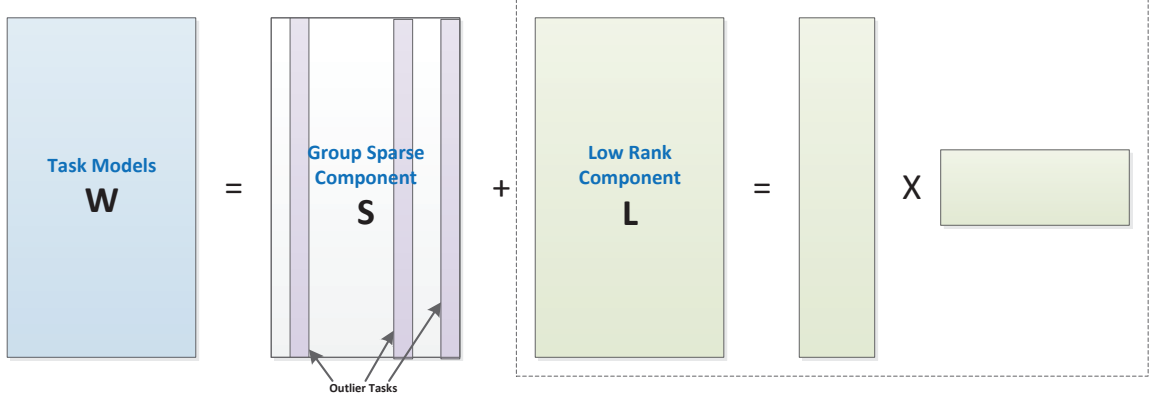 Task Models
W
=
Group Sparse
Component
S
+
Low Rank
Component
L
=
X
Outlier Tasks